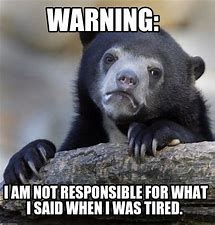 WARNING:
I AM NOT RESPONSIBLE FOR WHAT
I SAID WHEN I WAS TIRED.